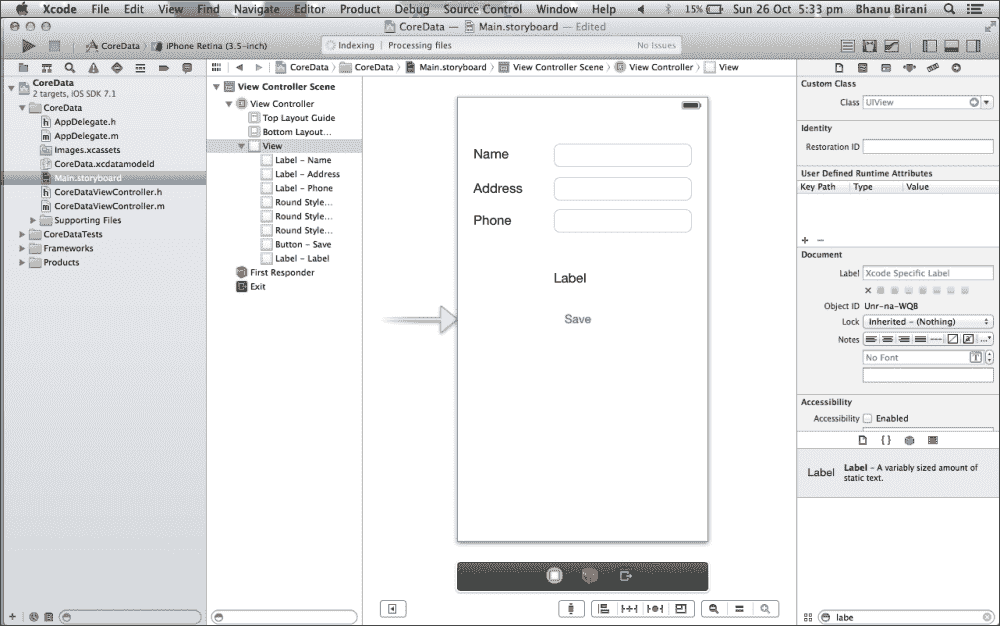 Xcode File Edit View Find Navigate Editor Product Debug Source Control Window Help 15% Sun 26 Oct 5:33 pm Bhanu Birani
CoreData — Main.storyboard — Edited
CoreData iPhone Retina (3.5-inch) Indexing Processing files No Issues
CoreData CoreData Main.storyboard View Controller Scene View Controller View
CoreData
2 targets, iOS SDK 7.1
CoreData
AppDelegate.h
AppDelegate.m
Images.xcassets
CoreData.xcdatamodeld
Main.storyboard
CoreDataViewController.h
CoreDataViewController.m
Supporting Files
CoreDataTests
Frameworks
Products
View Controller Scene
View Controller
Top Layout Guide
Bottom Layout...
View
Label - Name
Label - Address
Label - Phone
Round Style...
Round Style...
Round Style...
Button - Save
Label - Label
First Responder
Exit
Name
Address
Phone
Label
Save
Custom Class
Class UIView
Identity
Restoration ID
User Defined Runtime Attributes
Key Path Type Value
Document
Label Xcode Specific Label
Object ID Unr-na-WQB
Lock Inherited - (Nothing)
Notes
No Font
Accessibility
Accessibility Enabled
Label
Label - A variably sized amount of
static text.
labe